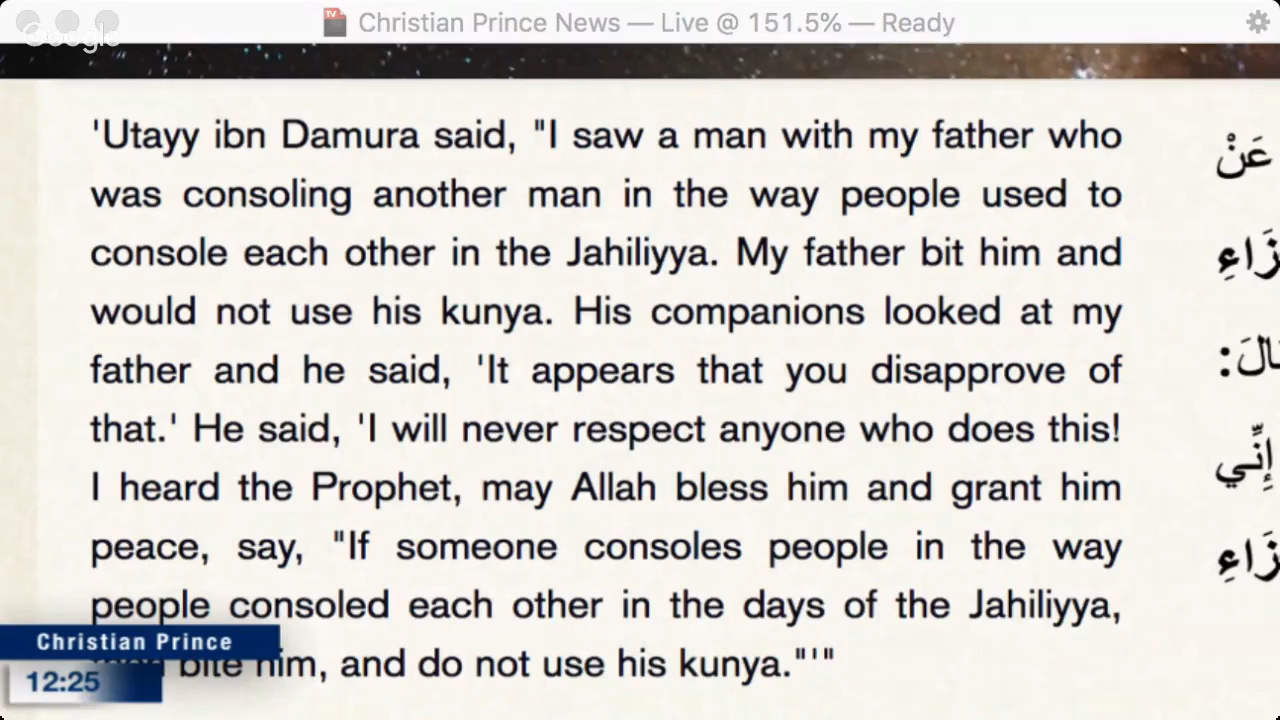 Christian Prince News — Live @ 151.5% — Ready
Google
'Utayy ibn Damura said, "I saw a man with my father who
was consoling another man in the way people used to
console each other in the Jahiliyya. My father bit him and
would not use his kunya. His companions looked at my
father and he said, 'It appears that you disapprove of
that.' He said, 'I will never respect anyone who does this!
I heard the Prophet, may Allah bless him and grant him
peace, say, "If someone consoles people in the way
people consoled each other in the days of the Jahiliyya,
bite him, and do not use his kunya."'"
عَنْ
زَاءِ
قَالَ:
إِنِّي
زَاءِ
Christian Prince
12:25